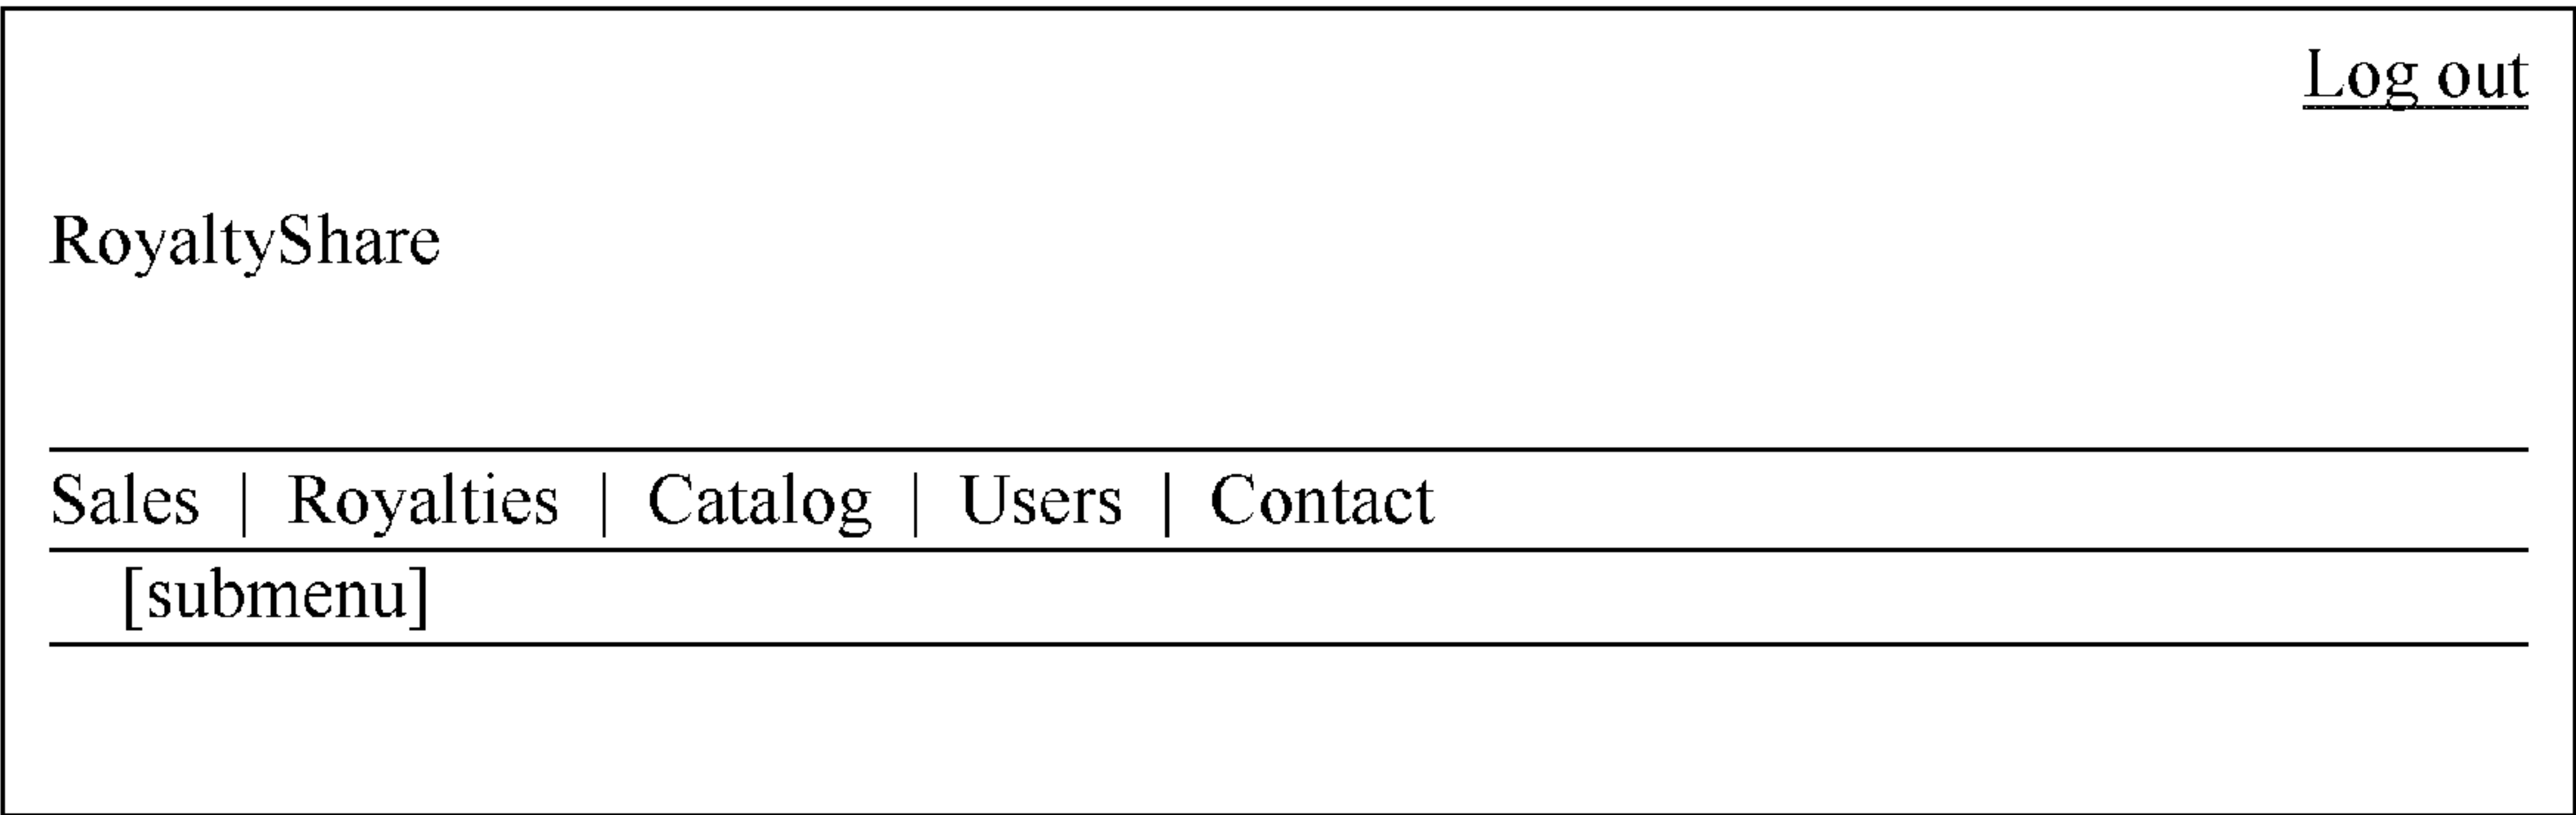 Log out
RoyaltyShare
Sales | Royalties | Catalog | Users | Contact
[submenu]